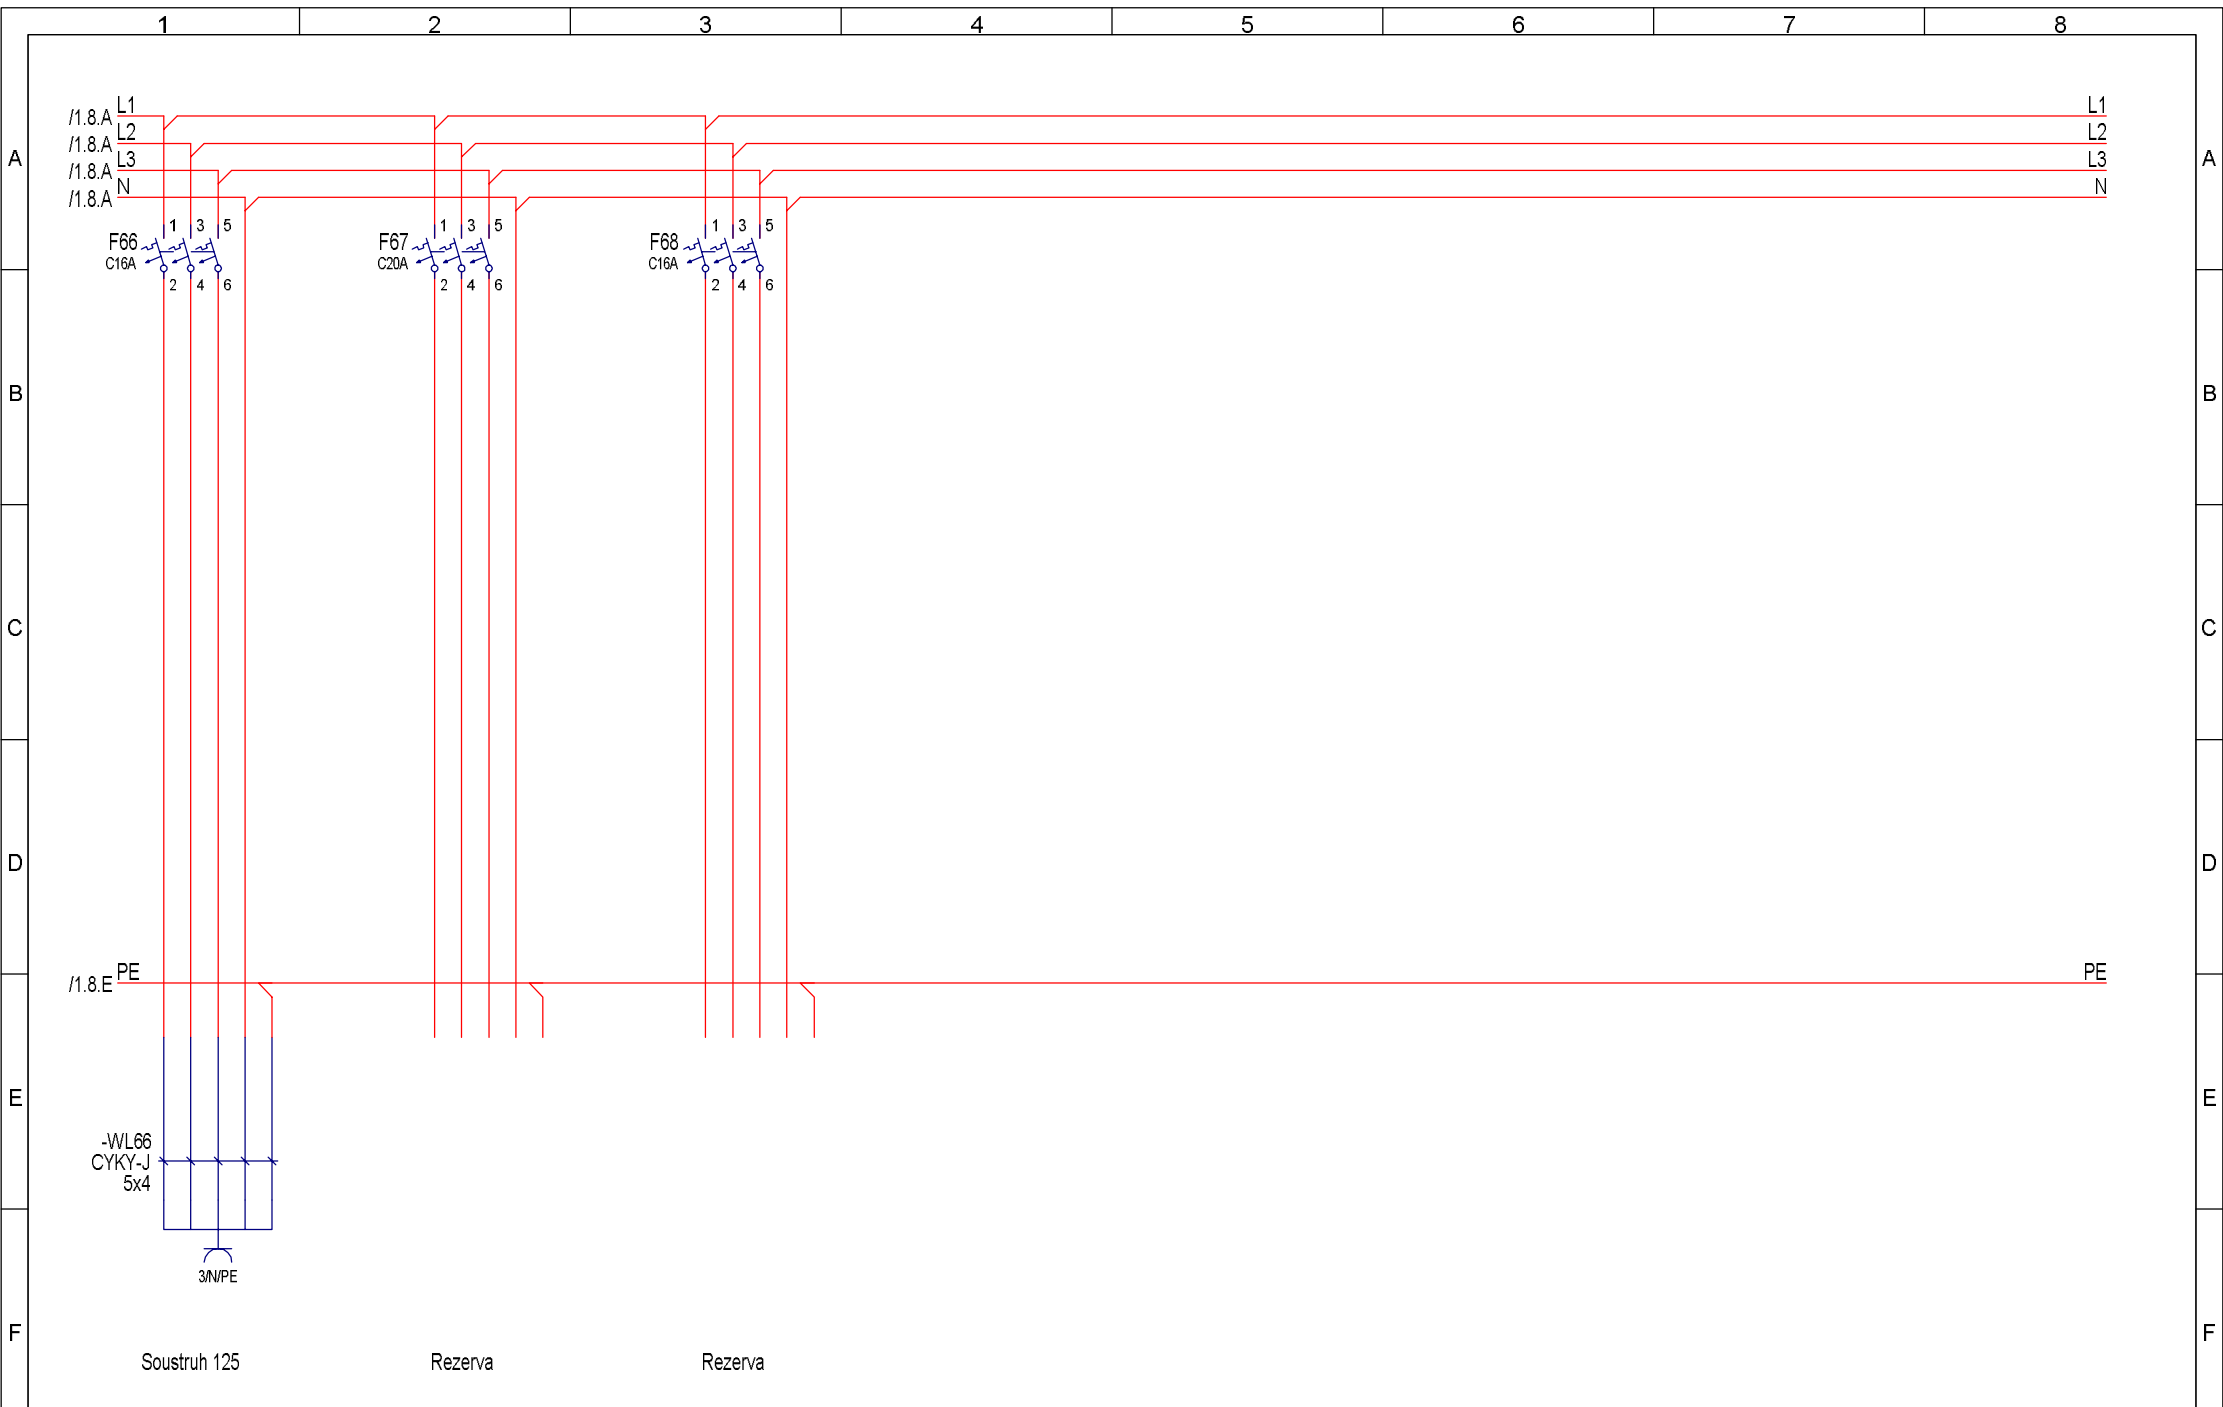 1 2 3 4 5 6 7 8
/1.8.A L1 L1
/1.8.A L2 L2
A A
/1.8.A L3 L3
/1.8.A N N
1 3 5 1 3 5 1 3 5
F66 F67 F68
C16A C20A C16A
2 4 6 2 4 6 2 4 6
B B
C C
D D
/1.8.E PE PE
E E
-WL66
CYKY-J
5x4
3/N/PE
F F
Soustruh 125 Rezerva Rezerva